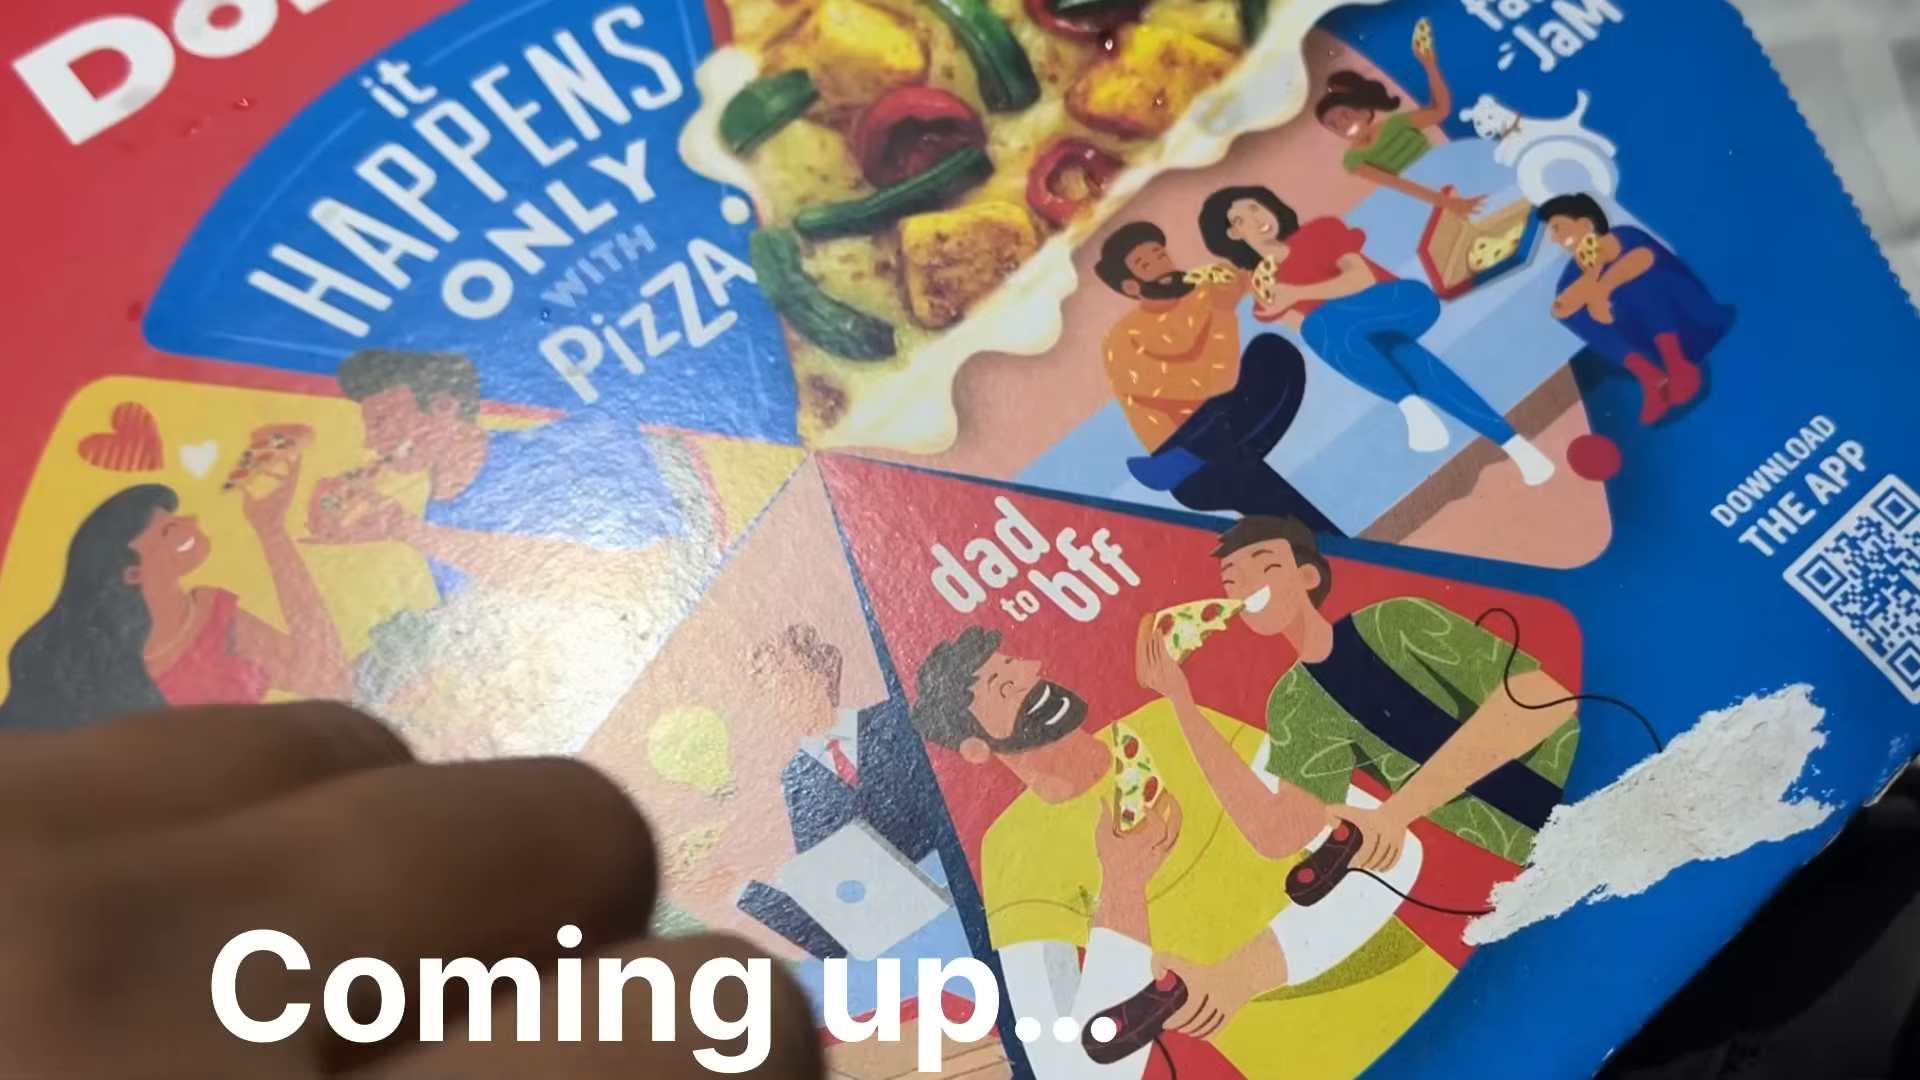 it
HAPPENS
ONLY
WITH
PizzA
JaM
dad
to bff
DOWNLOAD
THE APP
Coming up...